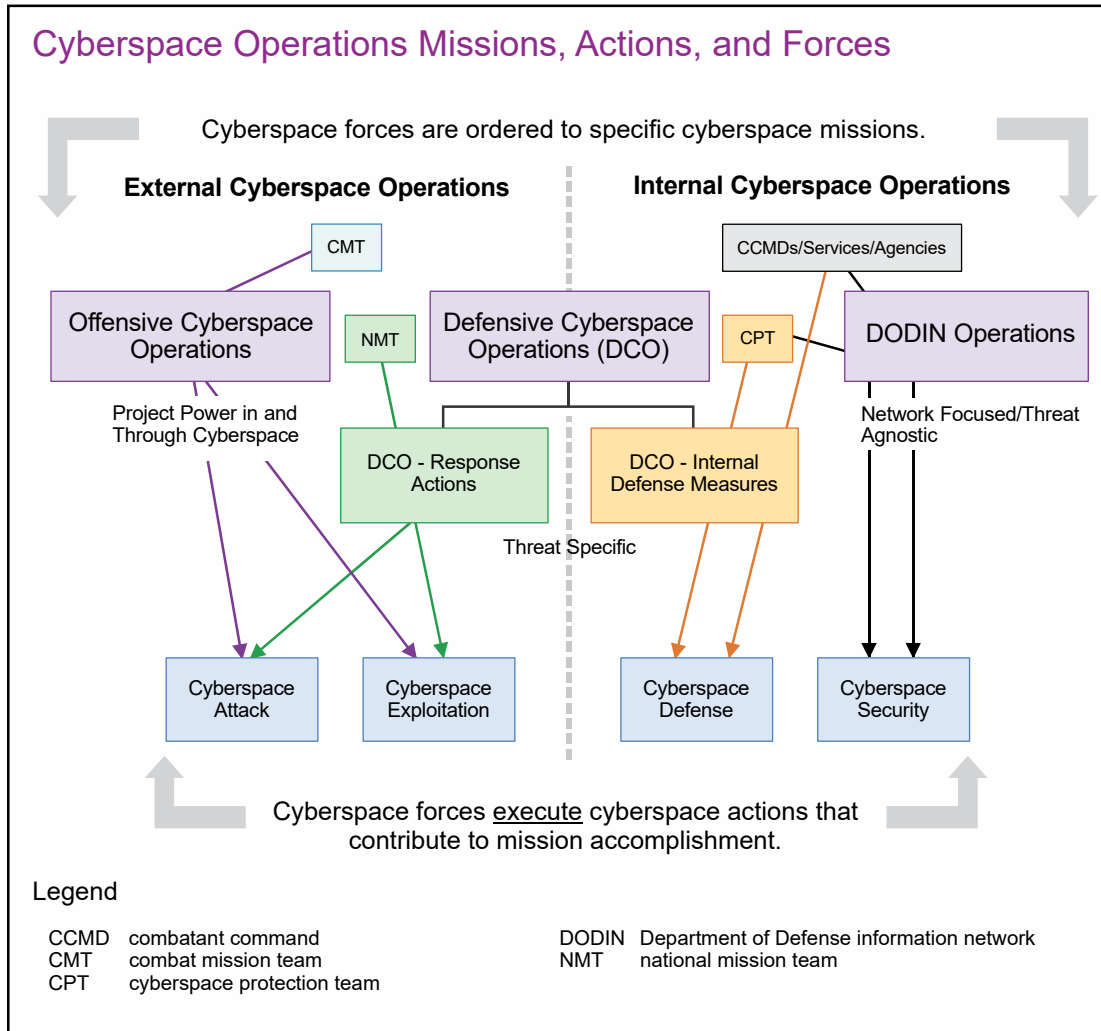 Cyberspace Operations Missions, Actions, and Forces
Cyberspace forces are ordered to specific cyberspace missions.
External Cyberspace Operations
Internal Cyberspace Operations
CMT
CCMDs/Services/Agencies
Offensive Cyberspace
Operations
NMT
Defensive Cyberspace
Operations (DCO)
CPT
DODIN Operations
Project Power in and
Through Cyberspace
Network Focused/Threat
Agnostic
DCO - Response
Actions
DCO - Internal
Defense Measures
Threat Specific
Cyberspace
Attack
Cyberspace
Exploitation
Cyberspace
Defense
Cyberspace
Security
Cyberspace forces execute cyberspace actions that
contribute to mission accomplishment.
Legend
CCMD combatant command
CMT combat mission team
CPT cyberspace protection team
DODIN Department of Defense information network
NMT national mission team